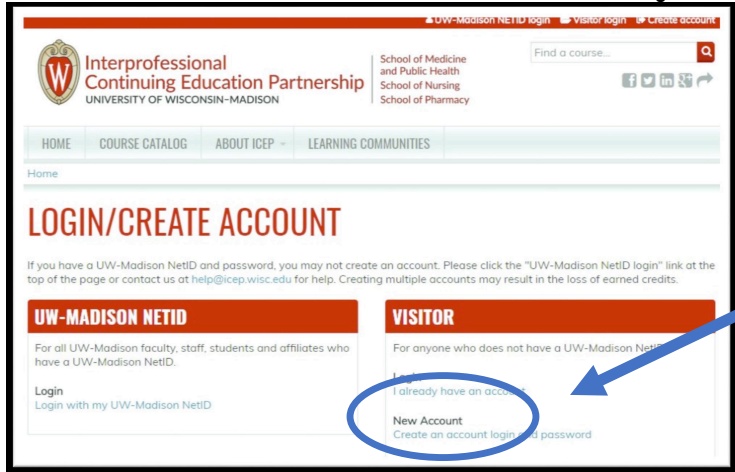 UW-Madison NETID login Visitor login Create account
Interprofessional
Continuing Education Partnership
UNIVERSITY OF WISCONSIN-MADISON
School of Medicine
and Public Health
School of Nursing
School of Pharmacy
Find a course...
HOME COURSE CATALOG ABOUT ICEP LEARNING COMMUNITIES
Home
LOGIN/CREATE ACCOUNT
If you have a UW-Madison NetID and password, you may not create an account. Please click the "UW-Madison NetID login" link at the
top of the page or contact us at help@icep.wisc.edu for help. Creating multiple accounts may result in the loss of earned credits.
UW-MADISON NETID
For all UW-Madison faculty, staff, students and affiliates who
have a UW-Madison NetID.
Login
Login with my UW-Madison NetID
VISITOR
For anyone who does not have a UW-Madison NetID
Login
I already have an account
New Account
Create an account login and password